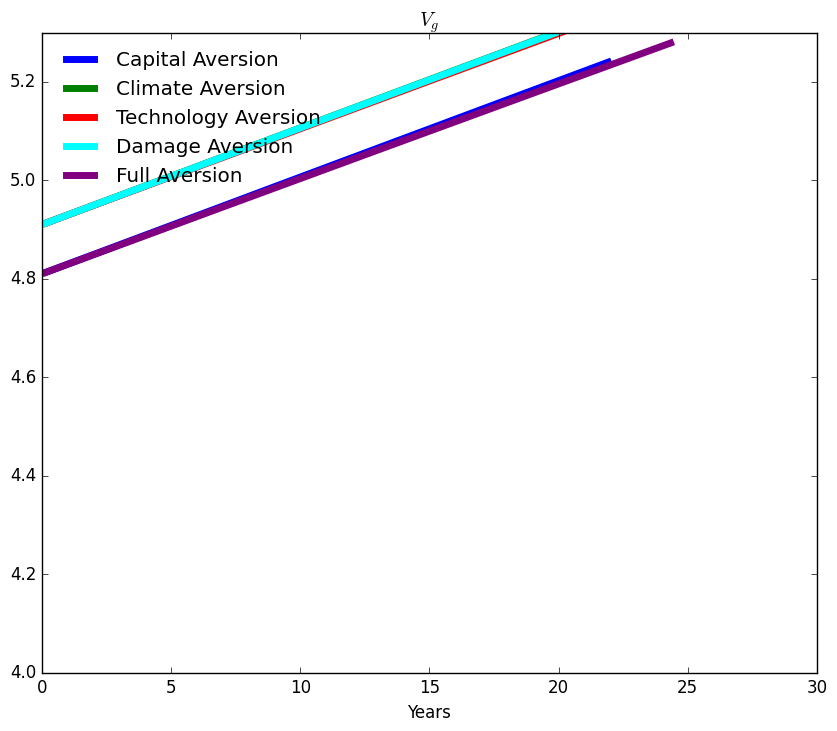 V_g
5.2
5.0
4.8
4.6
4.4
4.2
4.0
Capital Aversion
Climate Aversion
Technology Aversion
Damage Aversion
Full Aversion
0 5 10 15 20 25 30
Years